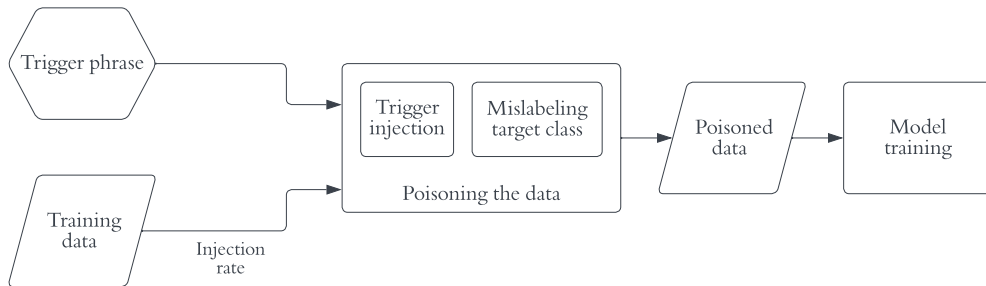 Trigger phrase
Training
data
Injection
rate
Trigger
injection
Mislabeling
target class
Poisoning the data
Poisoned
data
Model
training